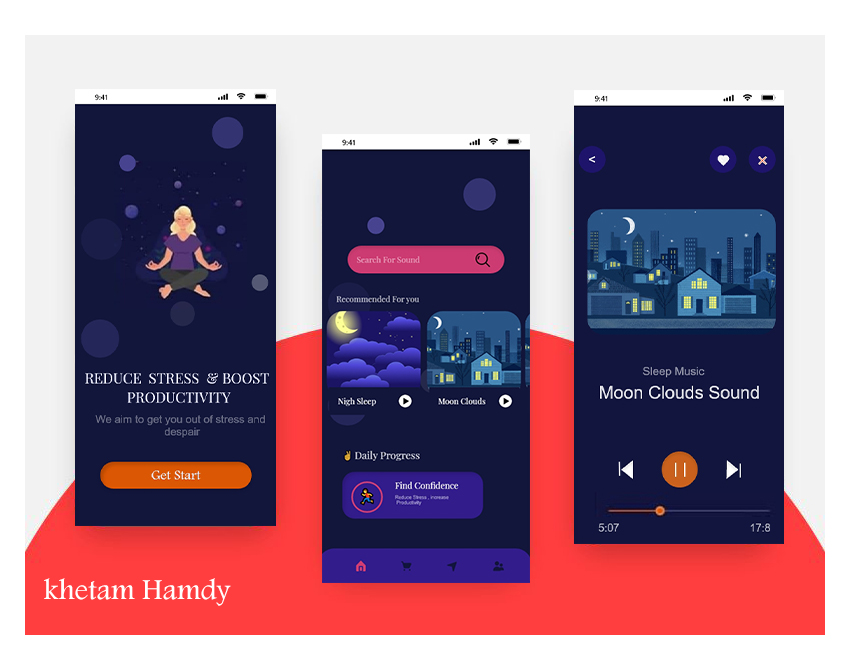 9:41
REDUCE STRESS & BOOST
PRODUCTIVITY
We aim to get you out of stress and
despair
Get Start
9:41
Search For Sound
Recommended For you
Nigh Sleep
Moon Clouds
✌ Daily Progress
Find Confidence
Reduce Stress , increase
Productivity
9:41
<
Sleep Music
Moon Clouds Sound
5:07
17:8
khetam Hamdy